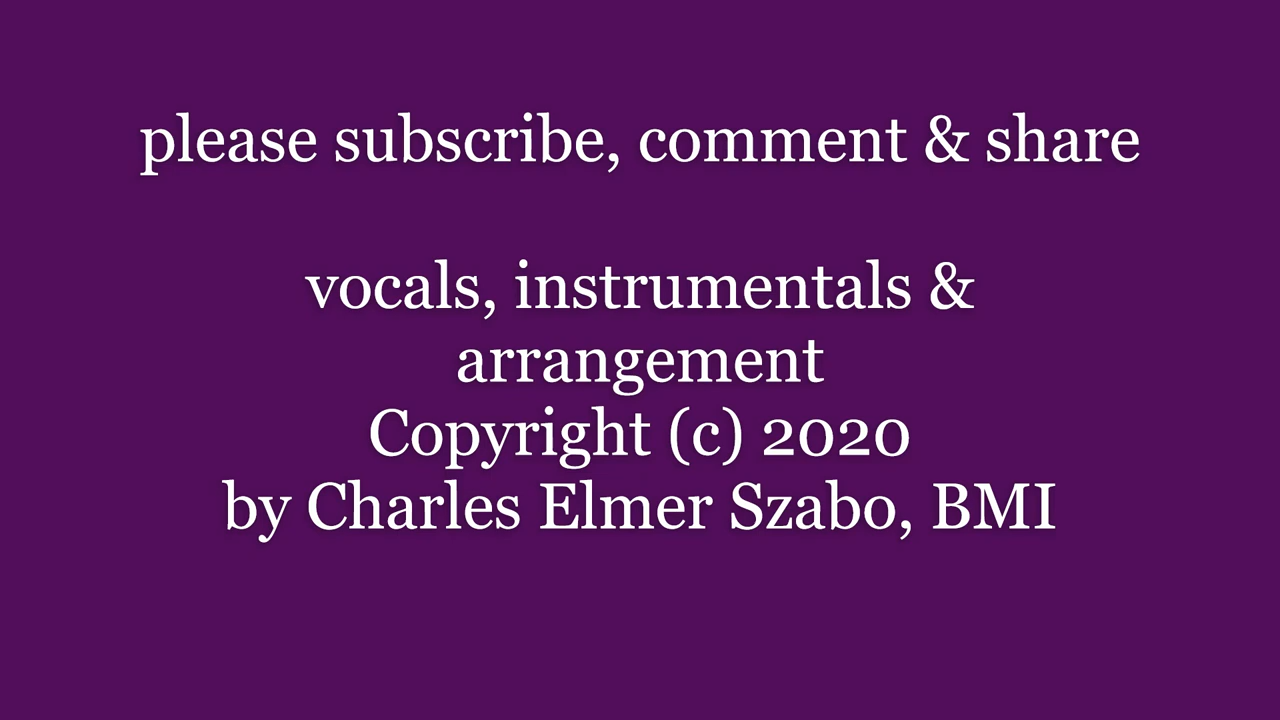 please subscribe, comment & share
vocals, instrumentals &
arrangement
Copyright (c) 2020
by Charles Elmer Szabo, BMI